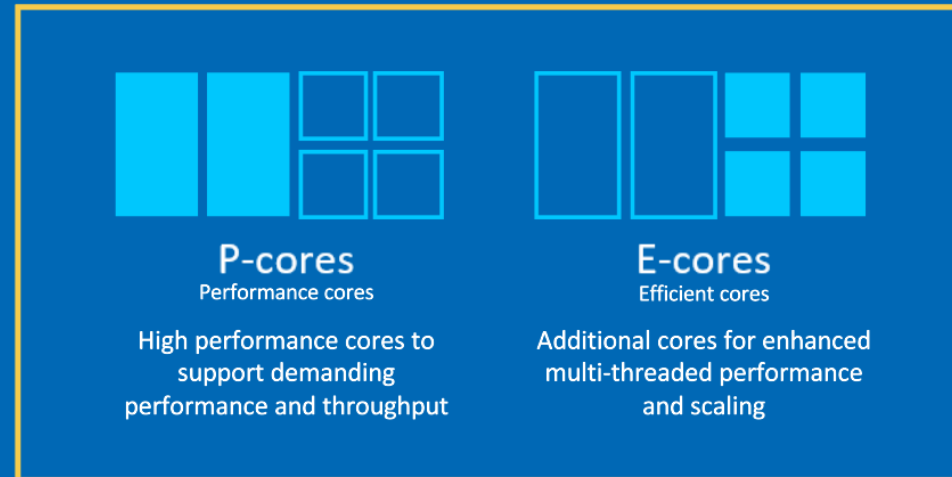 P-cores
Performance cores
High performance cores to
support demanding
performance and throughput
E-cores
Efficient cores
Additional cores for enhanced
multi-threaded performance
and scaling